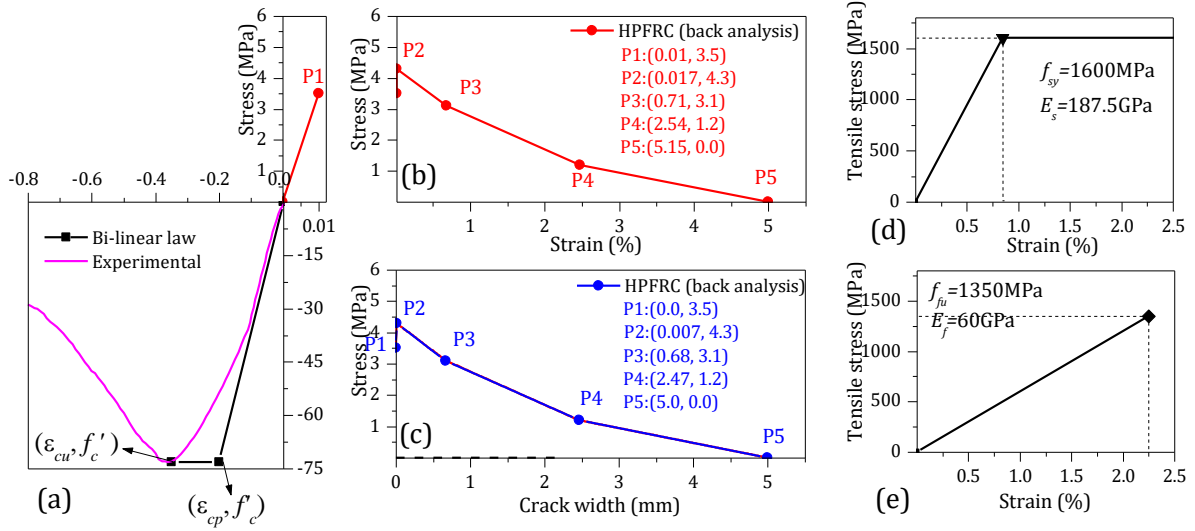 6
5
4
3
2
1
Stress (MPa)
P1
-0.8
-0.6
-0.4
-0.2
0.0
0.01
-15
-30
-45
-60
-75
Bi-linear law
Experimental
(ε_cu, f_c')
(ε_cp, f'_c)
(a)
6
5
4
3
2
1
Stress (MPa)
P2
P3
P4
P5
HPFRC (back analysis)
P1:(0.01, 3.5)
P2:(0.017, 4.3)
P3:(0.71, 3.1)
P4:(2.54, 1.2)
P5:(5.15, 0.0)
(b)
1 2 3 4 5
Strain (%)
6
5
4
3
2
1
Stress (MPa)
P2
P1
P3
P4
P5
HPFRC (back analysis)
P1:(0.0, 3.5)
P2:(0.007, 4.3)
P3:(0.68, 3.1)
P4:(2.47, 1.2)
P5:(5.0, 0.0)
(c)
0 1 2 3 4 5
Crack width (mm)
Tensile stress (MPa)
1500
1000
500
0
f_sy=1600MPa
E_s=187.5GPa
(d)
0.5 1.0 1.5 2.0 2.5
Strain (%)
Tensile stress (MPa)
1500
1000
500
0
f_fu=1350MPa
E_f=60GPa
(e)
0.5 1.0 1.5 2.0 2.5
Strain (%)